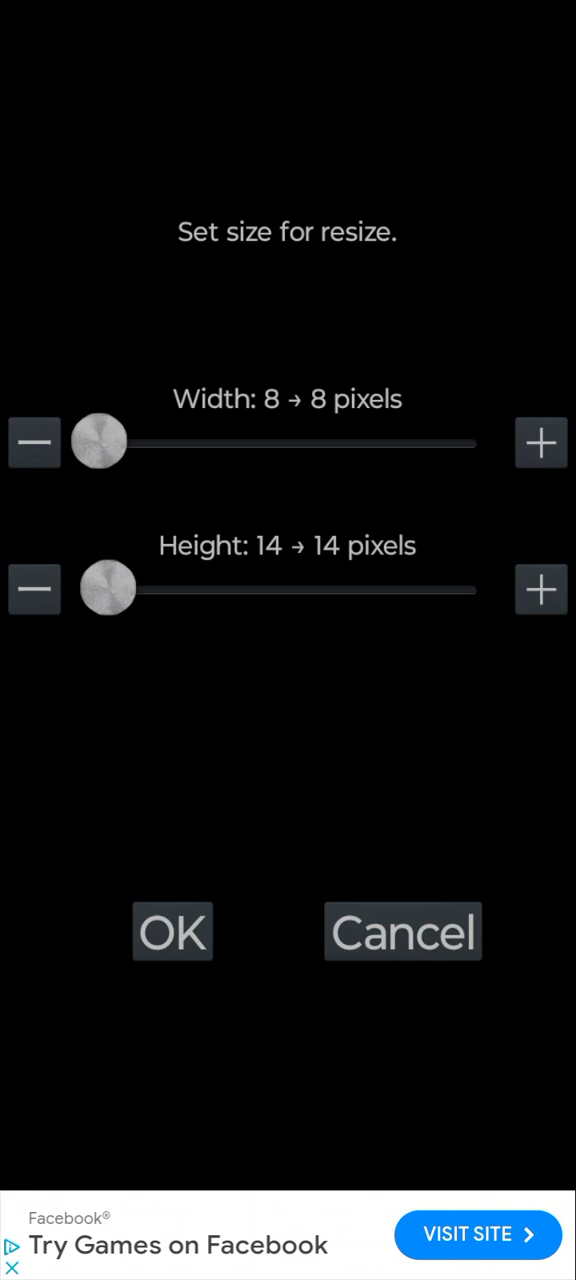 Set size for resize.
Width: 8 → 8 pixels
Height: 14 → 14 pixels
OK
Cancel
Facebook®
Try Games on Facebook
VISIT SITE